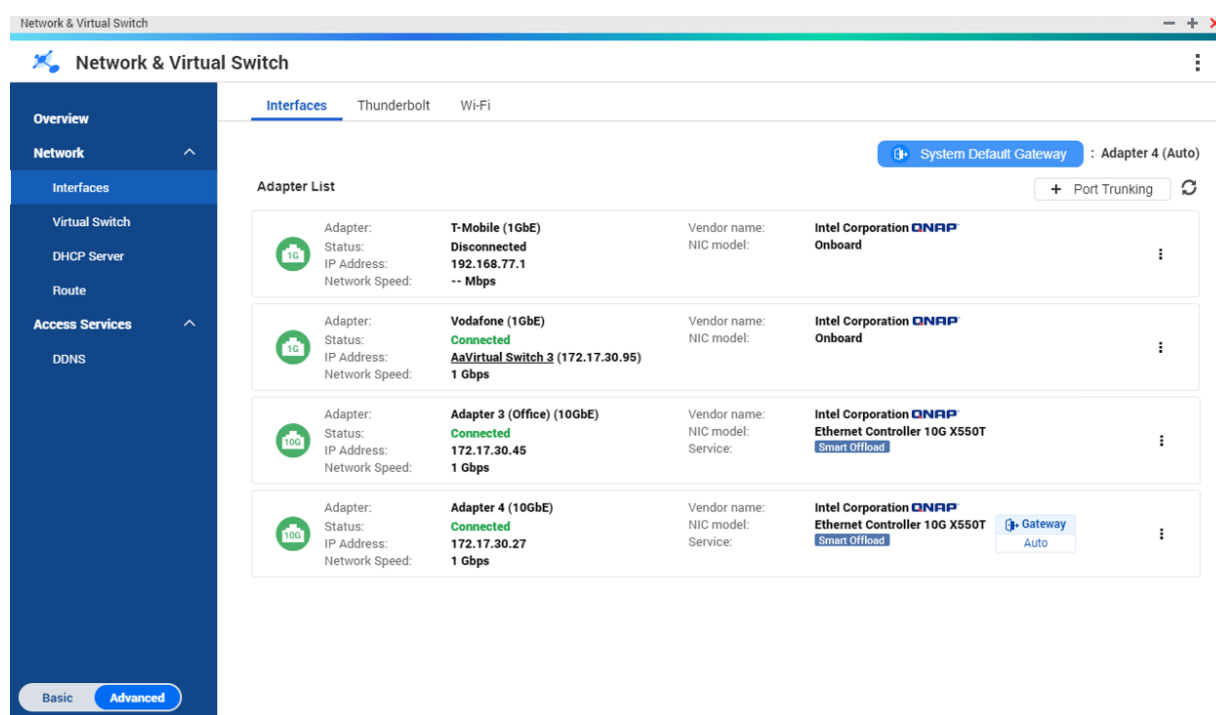 Network & Virtual Switch
Network & Virtual Switch
Overview
Network
Interfaces
Virtual Switch
DHCP Server
Route
Access Services
DDNS
Basic Advanced
Interfaces Thunderbolt Wi-Fi
System Default Gateway : Adapter 4 (Auto)
Adapter List + Port Trunking
1G
Adapter: T-Mobile (1GbE) Vendor name: Intel Corporation QNAP
Status: Disconnected NIC model: Onboard
IP Address: 192.168.77.1
Network Speed: -- Mbps
1G
Adapter: Vodafone (1GbE) Vendor name: Intel Corporation QNAP
Status: Connected NIC model: Onboard
IP Address: AaVirtual Switch 3 (172.17.30.95)
Network Speed: 1 Gbps
10G
Adapter: Adapter 3 (Office) (10GbE) Vendor name: Intel Corporation QNAP
Status: Connected NIC model: Ethernet Controller 10G X550T
IP Address: 172.17.30.45 Service: Smart Offload
Network Speed: 1 Gbps
10G
Adapter: Adapter 4 (10GbE) Vendor name: Intel Corporation QNAP
Status: Connected NIC model: Ethernet Controller 10G X550T Gateway
IP Address: 172.17.30.27 Service: Smart Offload Auto
Network Speed: 1 Gbps